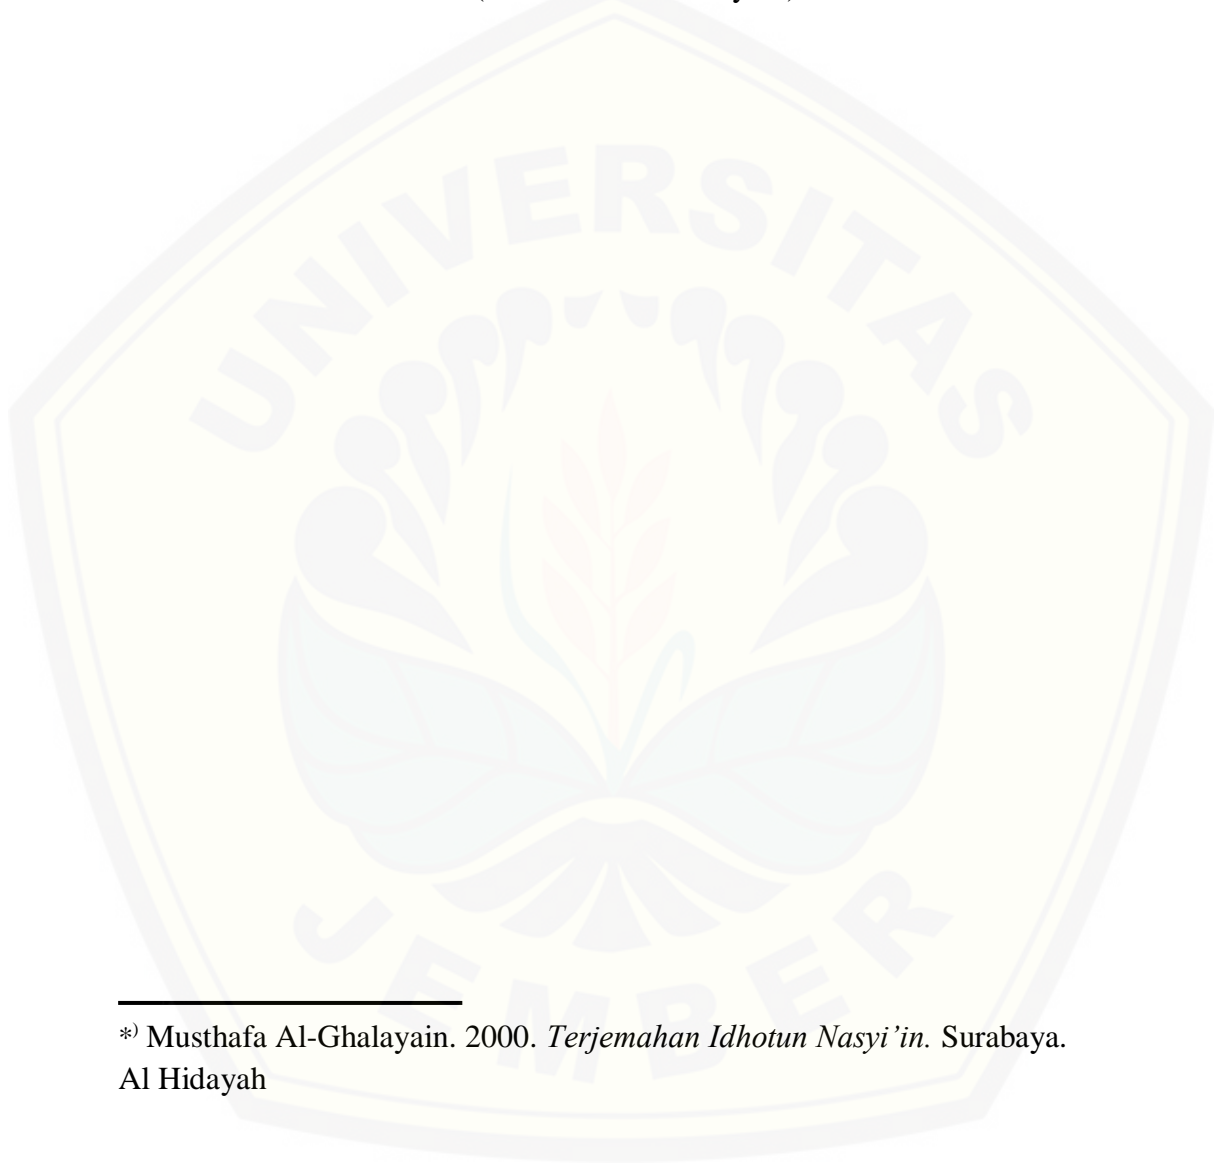 UNIVERSITAS
JEMBER
*) Musthafa Al-Ghalayain. 2000. Terjemahan Idhotun Nasyi’in. Surabaya.
Al Hidayah